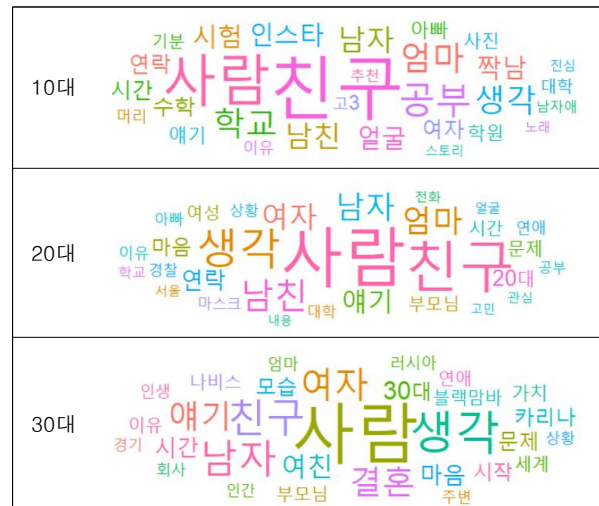 10대
기분 시험 인스타 남자 아빠 사진
연락 사람 친구 추천 엄마 짝남 진심
시간 수학 고3 공부 생각 대학 남자애
머리 얘기 학교 이유 남친 얼굴 여자 학원 스토리 노래
20대
아빠 여성 상황 여자 남자 전화 엄마 얼굴 시간 연애
이유 마음 생각 사람 친구 문제
학교 경찰 연락 20대 공부
서울 마스크 남친 대학 얘기 부모님 고민 관심
내용
30대
엄마 러시아
인생 나비스 모습 여자 30대 연애 블랙맘바 가치
이유 얘기 친구 사람 생각 카리나
경기 시간 남자 여친 문제 상황
회사 결혼 마음 시작 세계
인간 부모님 주변